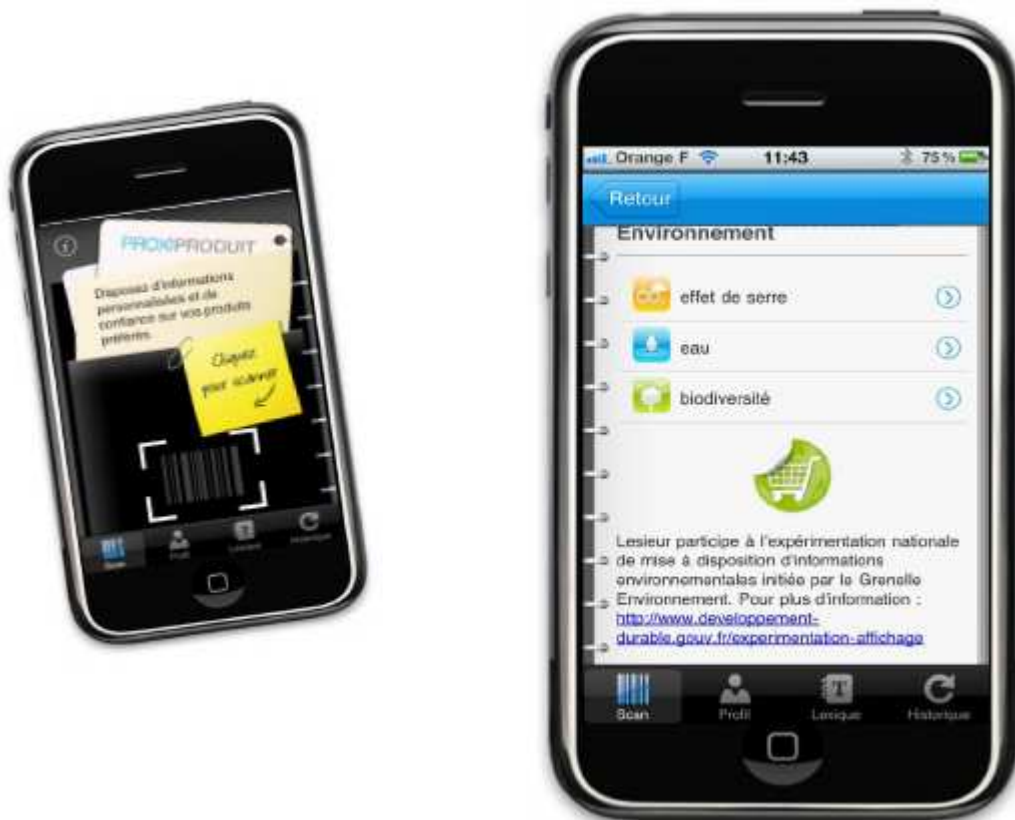 PROXIPRODUIT
Disposez d'informations
personnalisées et de
confiance sur vos produits
préférés.
Cliquez
pour scanner
Scan
Profil
Lexique
Historique
Orange F
11:43
75 %
Retour
Environnement
effet de serre
eau
biodiversité
Lesieur participe à l'expérimentation nationale
de mise à disposition d'informations
environnementales initiée par le Grenelle
Environnement. Pour plus d'information :
http://www.developpement-
durable.gouv.fr/experimentation-affichage
Scan
Profil
Lexique
Historique